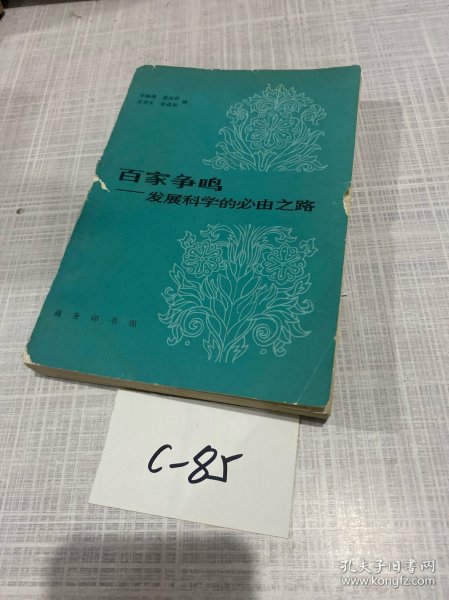 百家争鸣
——发展科学的必由之路
商务印书馆
C-85
孔夫子旧书网
www.kongfz.com